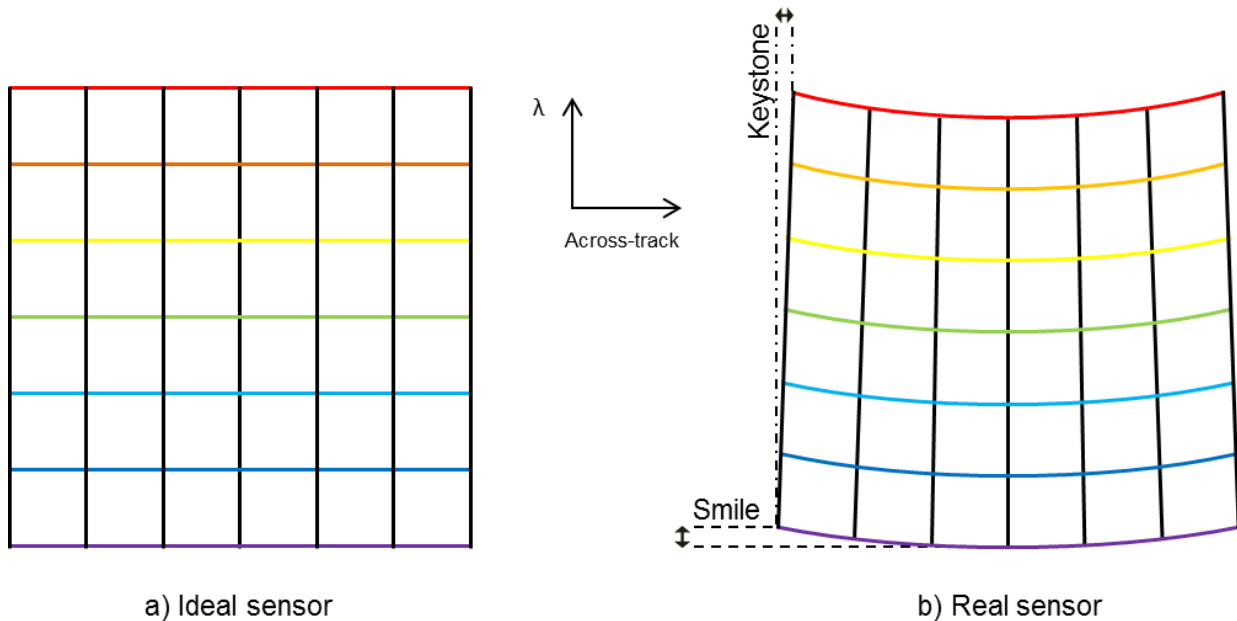 Keystone
λ
Across-track
Smile
a) Ideal sensor
b) Real sensor